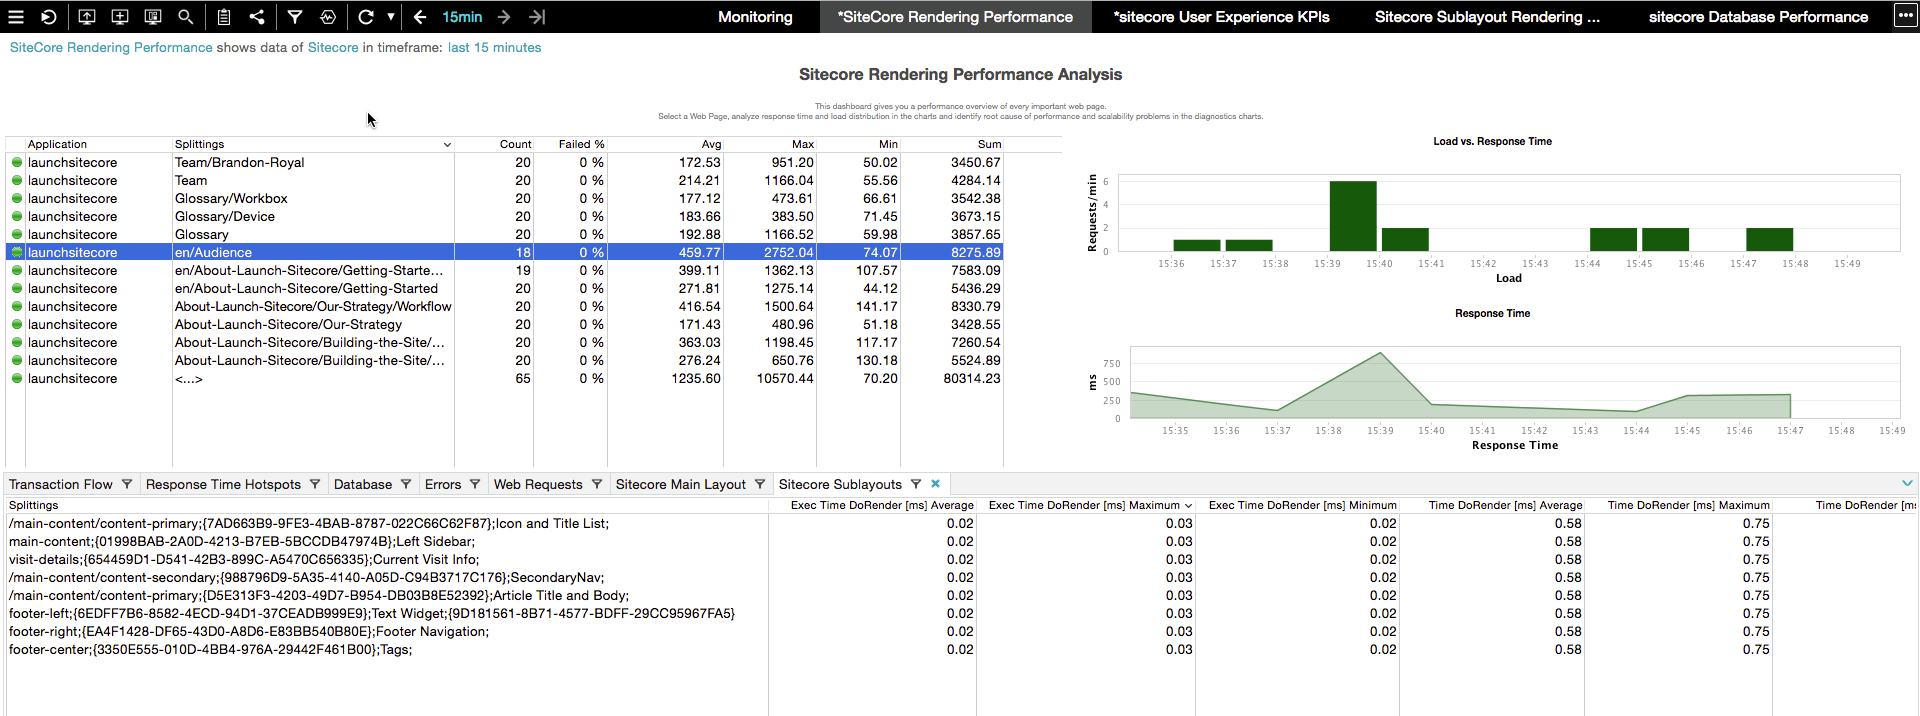 15min
Monitoring
*SiteCore Rendering Performance
*sitecore User Experience KPIs
Sitecore Sublayout Rendering ...
sitecore Database Performance
SiteCore Rendering Performance shows data of Sitecore in timeframe: last 15 minutes
Sitecore Rendering Performance Analysis
This dashboard gives you a performance overview of every important web page.
Select a Web Page, analyze response time and load distribution in the charts and identify root cause of performance and scalability problems in the diagnostics charts.
Application Splittings Count Failed % Avg Max Min Sum
launchsitecore Team/Brandon-Royal 20 0 % 172.53 951.20 50.02 3450.67
launchsitecore Team 20 0 % 214.21 1166.04 55.56 4284.14
launchsitecore Glossary/Workbox 20 0 % 177.12 473.61 66.61 3542.38
launchsitecore Glossary/Device 20 0 % 183.66 383.50 71.45 3673.15
launchsitecore Glossary 20 0 % 192.88 1166.52 59.98 3857.65
launchsitecore en/Audience 18 0 % 459.77 2752.04 74.07 8275.89
launchsitecore en/About-Launch-Sitecore/Getting-Starte... 19 0 % 399.11 1362.13 107.57 7583.09
launchsitecore en/About-Launch-Sitecore/Getting-Started 20 0 % 271.81 1275.14 44.12 5436.29
launchsitecore About-Launch-Sitecore/Our-Strategy/Workflow 20 0 % 416.54 1500.64 141.17 8330.79
launchsitecore About-Launch-Sitecore/Our-Strategy 20 0 % 171.43 480.96 51.18 3428.55
launchsitecore About-Launch-Sitecore/Building-the-Site/... 20 0 % 363.03 1198.45 117.17 7260.54
launchsitecore About-Launch-Sitecore/Building-the-Site/... 20 0 % 276.24 650.76 130.18 5524.89
launchsitecore <...> 65 0 % 1235.60 10570.44 70.20 80314.23
Load vs. Response Time
Requests/min
6
4
2
0
15:36 15:37 15:38 15:39 15:40 15:41 15:42 15:43 15:44 15:45 15:46 15:47 15:48 15:49
Load
Response Time
ms
750
500
250
0
15:35 15:36 15:37 15:38 15:39 15:40 15:41 15:42 15:43 15:44 15:45 15:46 15:47 15:48 15:49
Response Time
Transaction Flow Response Time Hotspots Database Errors Web Requests Sitecore Main Layout Sitecore Sublayouts
Splittings Exec Time DoRender [ms] Average Exec Time DoRender [ms] Maximum Exec Time DoRender [ms] Minimum Time DoRender [ms] Average Time DoRender [ms] Maximum Time DoRender [ms
/main-content/content-primary;{7AD663B9-9FE3-4BAB-8787-022C66C62F87};Icon and Title List; 0.02 0.03 0.02 0.58 0.75
main-content;{01998BAB-2A0D-4213-B7EB-5BCCDB47974B};Left Sidebar; 0.02 0.03 0.02 0.58 0.75
visit-details;{654459D1-D541-42B3-899C-A5470C656335};Current Visit Info; 0.02 0.03 0.02 0.58 0.75
/main-content/content-secondary;{988796D9-5A35-4140-A05D-C94B3717C176};SecondaryNav; 0.02 0.03 0.02 0.58 0.75
/main-content/content-primary;{D5E313F3-4203-49D7-B954-DB03B8E52392};Article Title and Body; 0.02 0.03 0.02 0.58 0.75
footer-left;{6EDFF7B6-8582-4ECD-94D1-37CEADB999E9};Text Widget;{9D181561-8B71-4577-BDFF-29CC95967FA5} 0.02 0.03 0.02 0.58 0.75
footer-right;{EA4F1428-DF65-43D0-A8D6-E83BB540B80E};Footer Navigation; 0.02 0.03 0.02 0.58 0.75
footer-center;{3350E555-010D-4BB4-976A-29442F461B00};Tags; 0.02 0.03 0.02 0.58 0.75